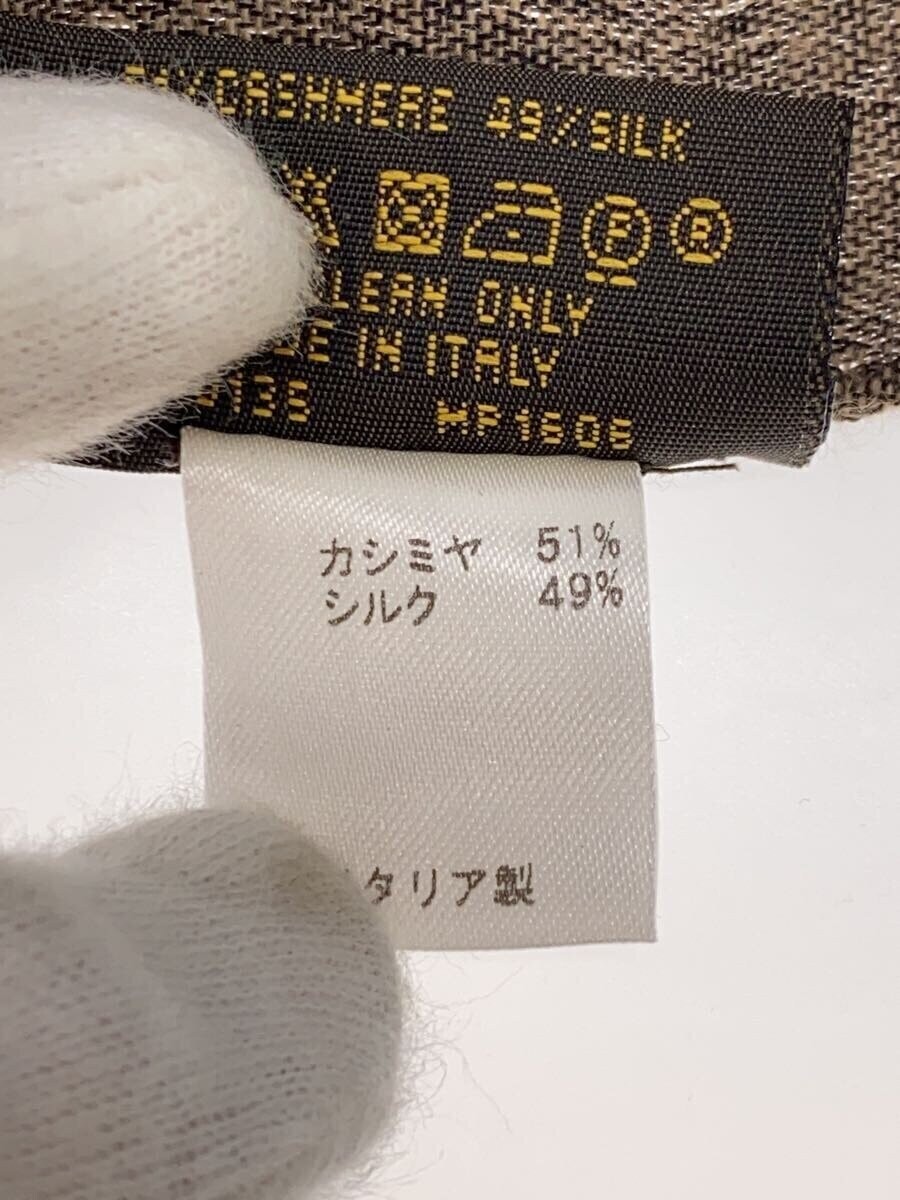 CASHMERE 49%SILK
F R
CLEAN ONLY
IN ITALY
MF1606
カシミヤ 51%
シルク 49%
タリア製